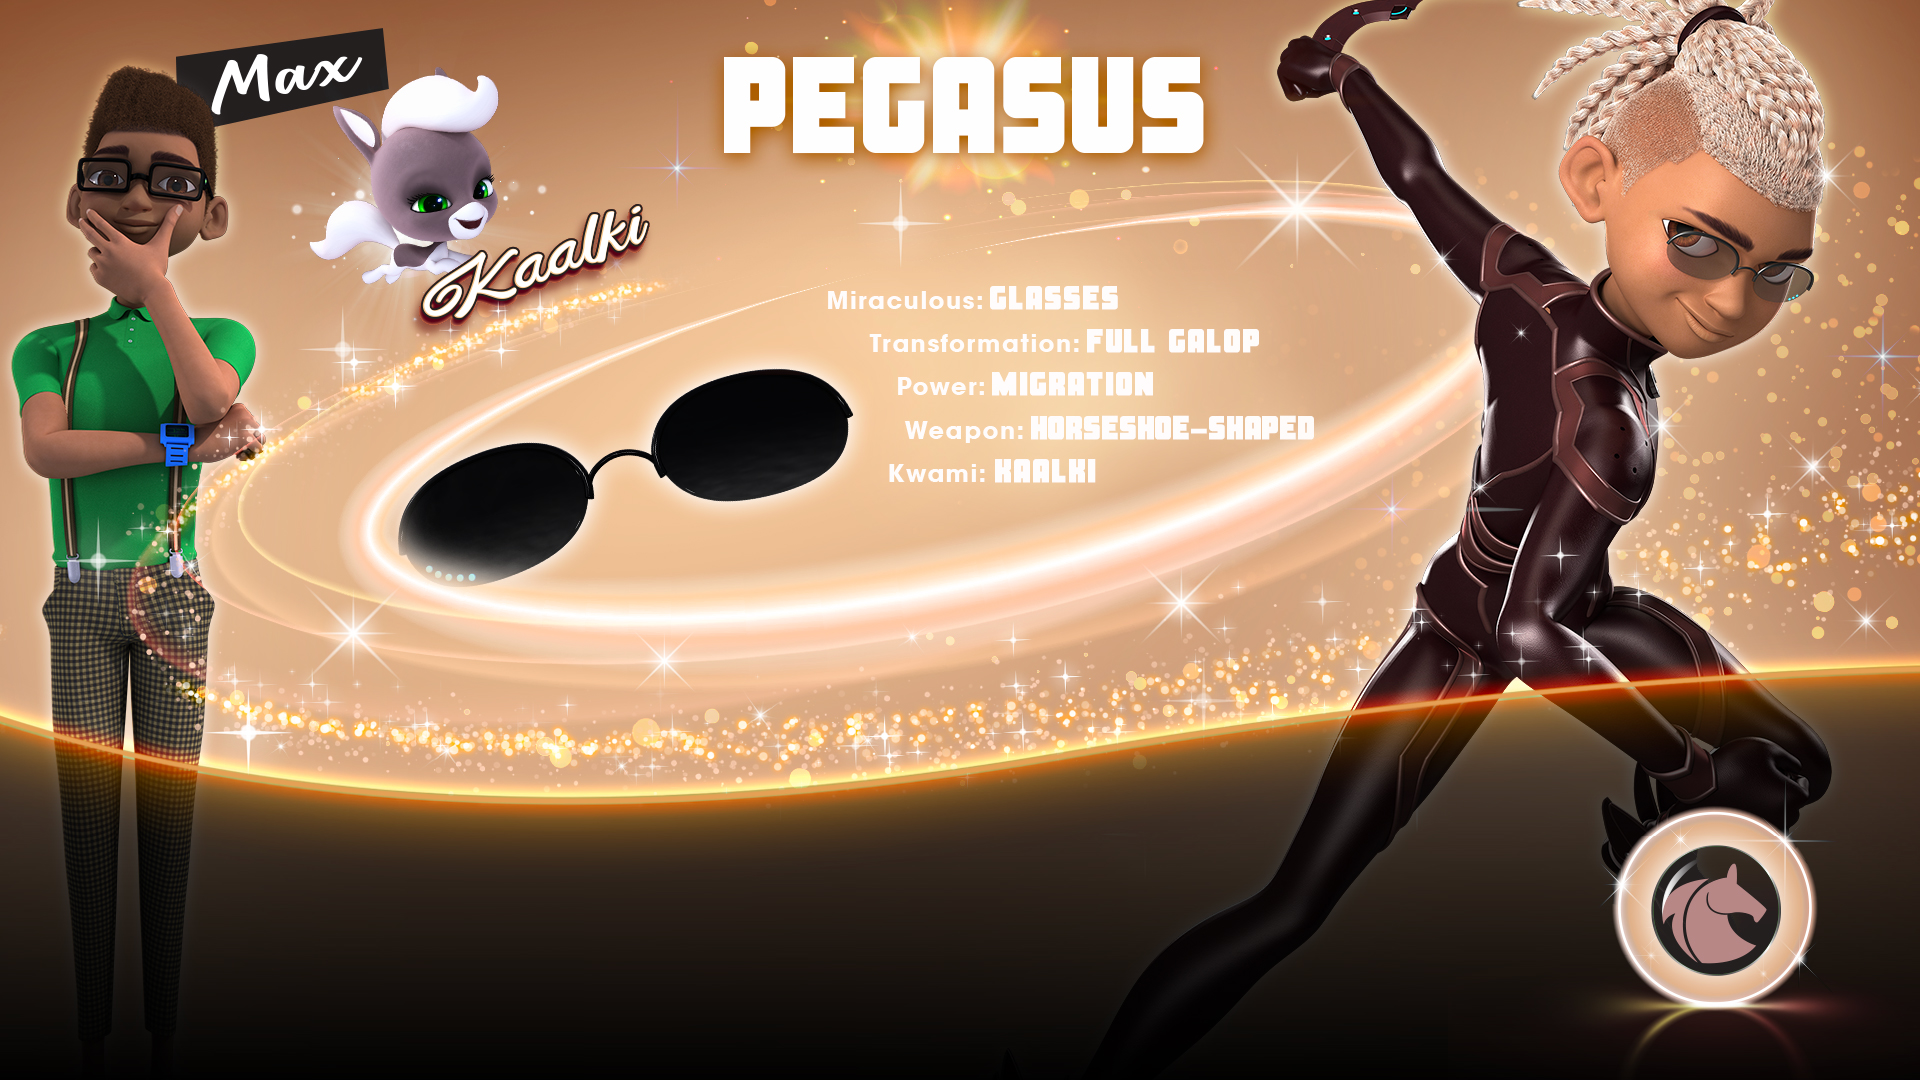 Max
PEGASUS
Kaalki
Miraculous: GLASSES
Transformation: FULL GALOP
Power: MIGRATION
Weapon: HORSESHOE-SHAPED
Kwami: KAALKI